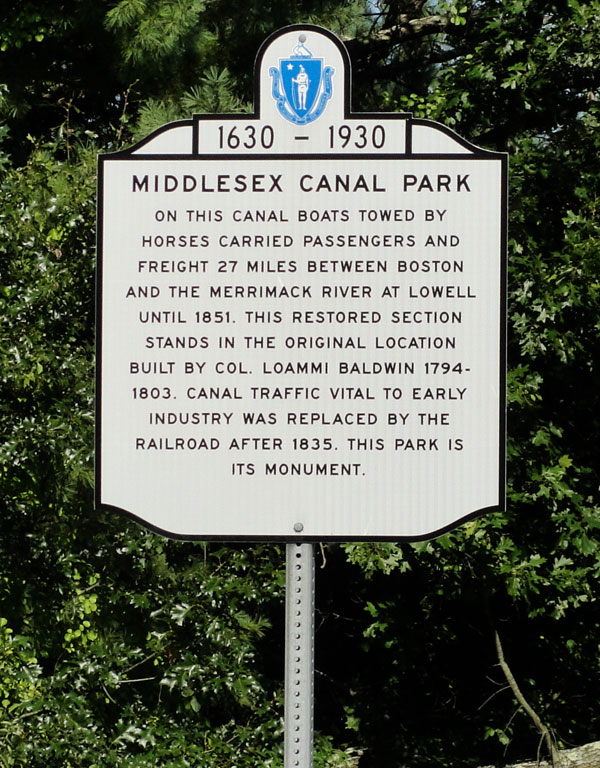 1630 – 1930
MIDDLESEX CANAL PARK
ON THIS CANAL BOATS TOWED BY
HORSES CARRIED PASSENGERS AND
FREIGHT 27 MILES BETWEEN BOSTON
AND THE MERRIMACK RIVER AT LOWELL
UNTIL 1851. THIS RESTORED SECTION
STANDS IN THE ORIGINAL LOCATION
BUILT BY COL. LOAMMI BALDWIN 1794-
1803. CANAL TRAFFIC VITAL TO EARLY
INDUSTRY WAS REPLACED BY THE
RAILROAD AFTER 1835. THIS PARK IS
ITS MONUMENT.